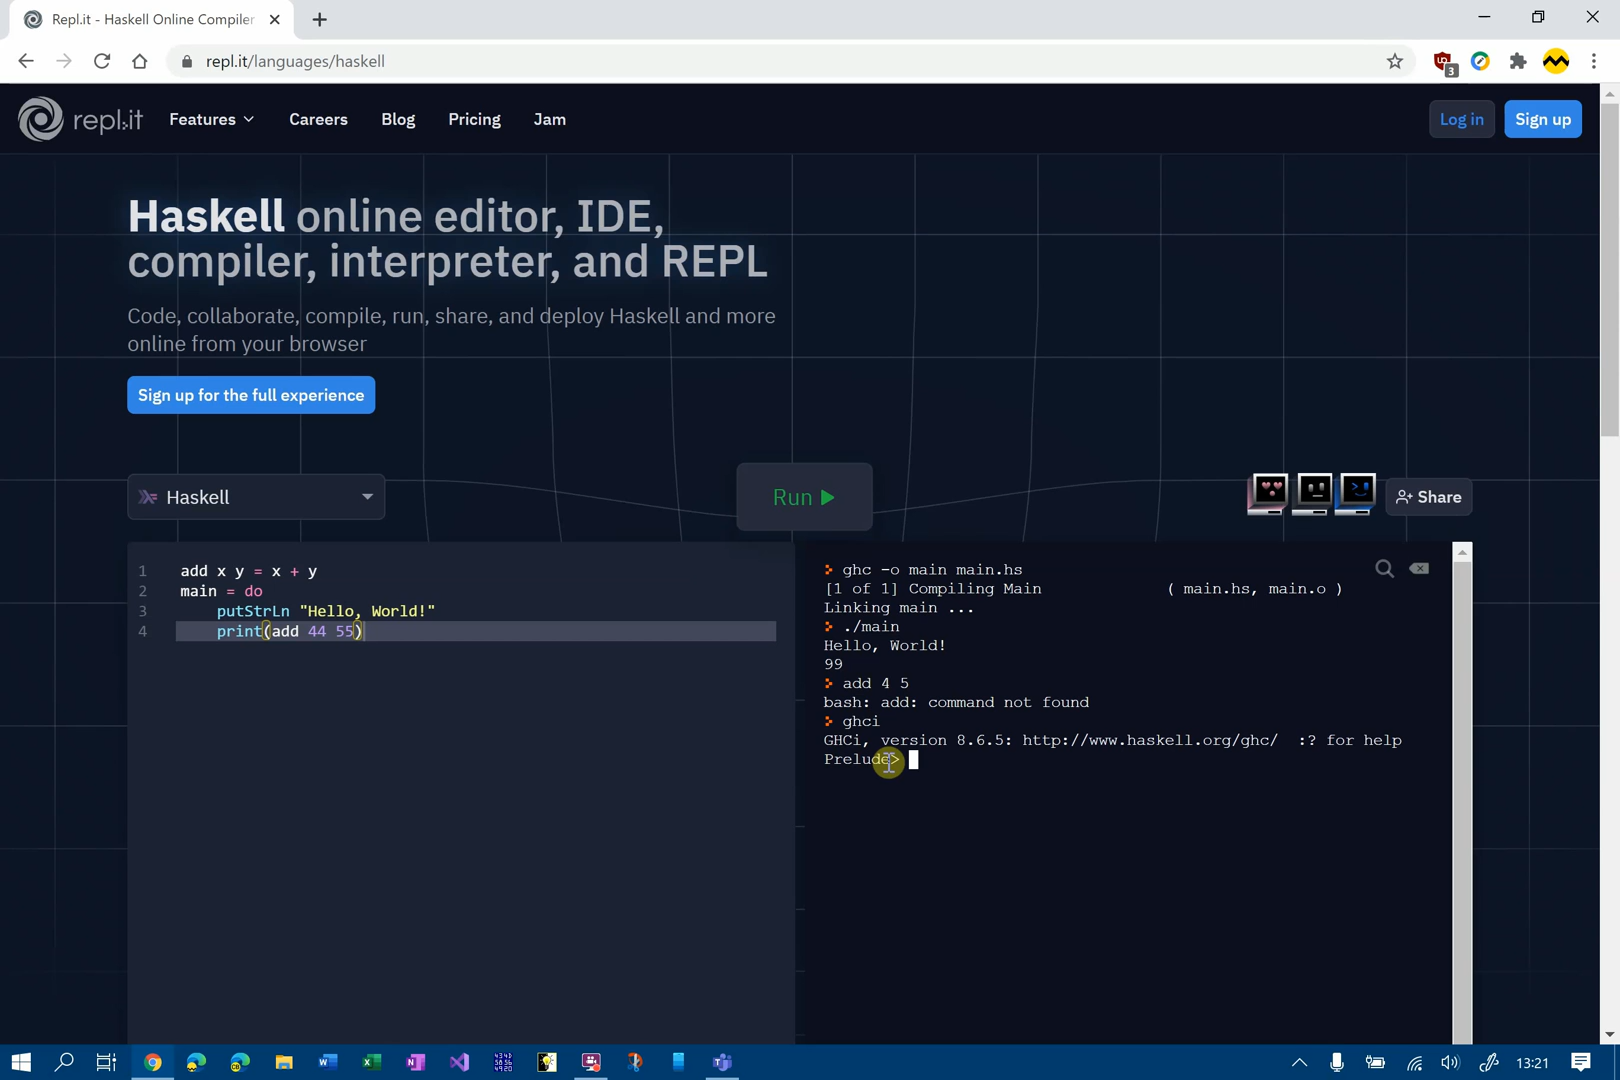 Repl.it - Haskell Online Compiler
repl.it/languages/haskell
3
repl.it
Features
Careers
Blog
Pricing
Jam
Log in
Sign up
Haskell online editor, IDE,
compiler, interpreter, and REPL
Code, collaborate, compile, run, share, and deploy Haskell and more
online from your browser
Sign up for the full experience
Haskell
Run
Share
1 add x y = x + y
2 main = do
3 putStrLn "Hello, World!"
4 print(add 44 55)
> ghc -o main main.hs
[1 of 1] Compiling Main ( main.hs, main.o )
Linking main ...
> ./main
Hello, World!
99
> add 4 5
bash: add: command not found
> ghci
GHCi, version 8.6.5: http://www.haskell.org/ghc/ :? for help
Prelude>
13:21